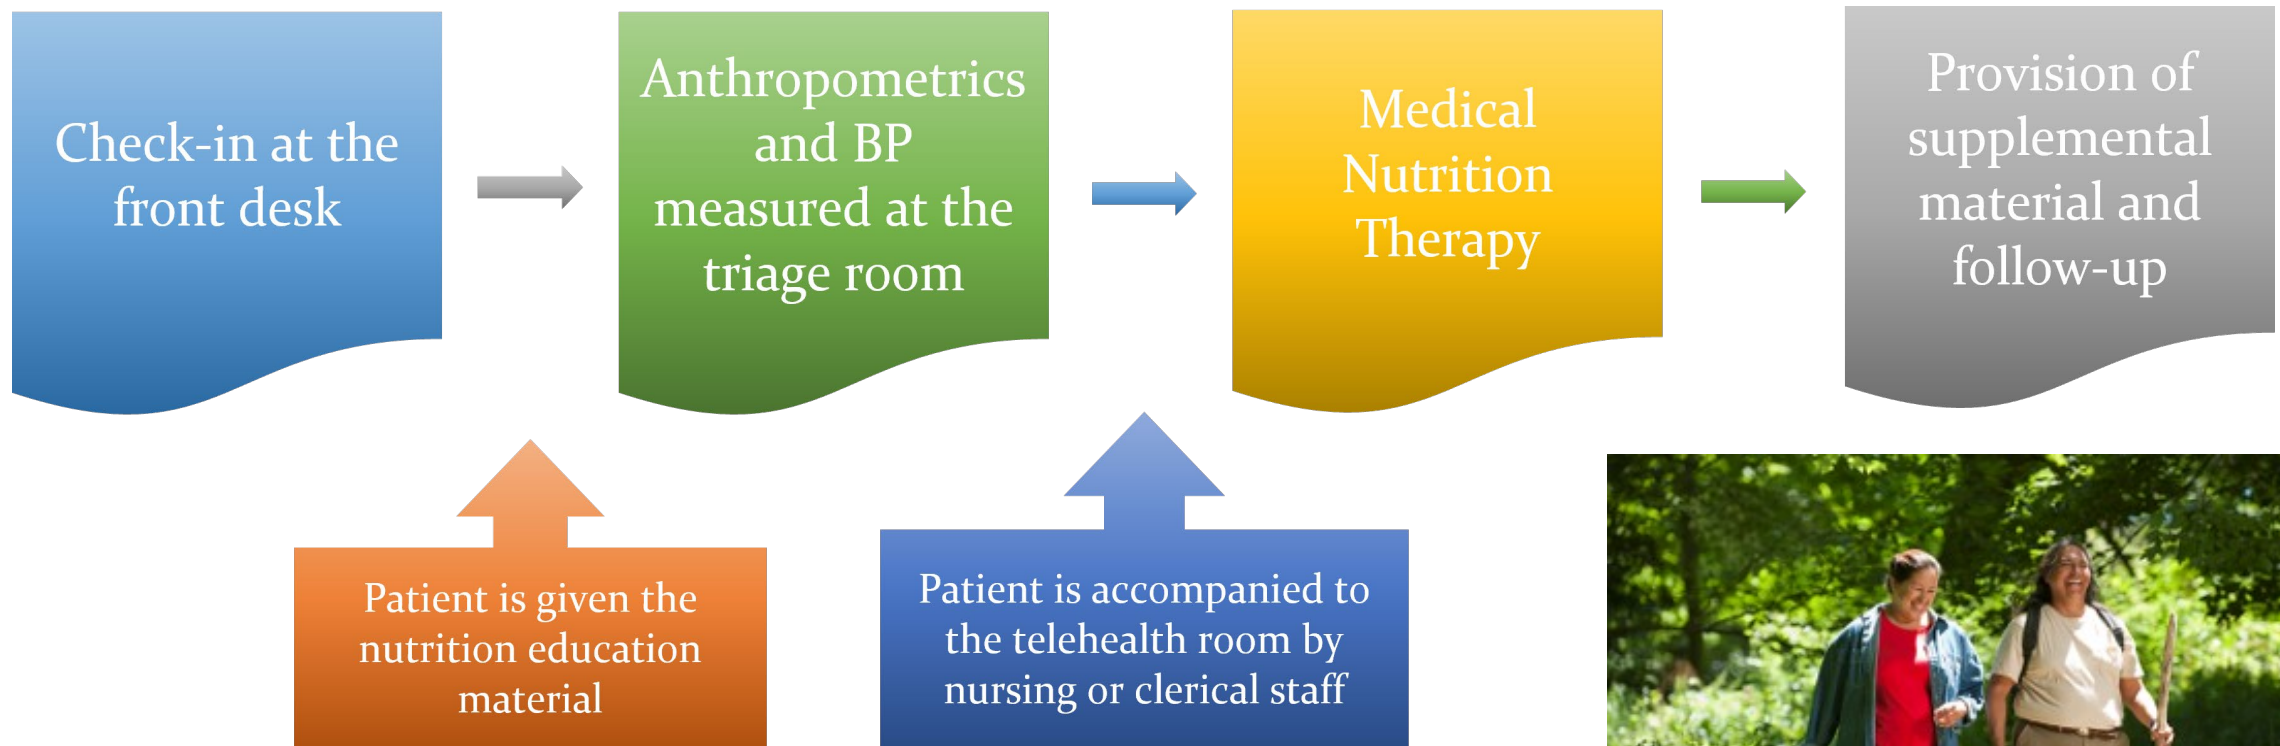 Check-in at the
front desk
Anthropometrics
and BP
measured at the
triage room
Medical
Nutrition
Therapy
Provision of
supplemental
material and
follow-up
Patient is given the
nutrition education
material
Patient is accompanied to
the telehealth room by
nursing or clerical staff